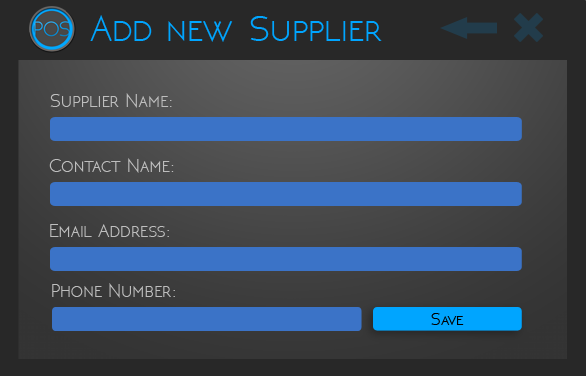 POS
Add new Supplier
Supplier Name:
Contact Name:
Email Address:
Phone Number:
Save